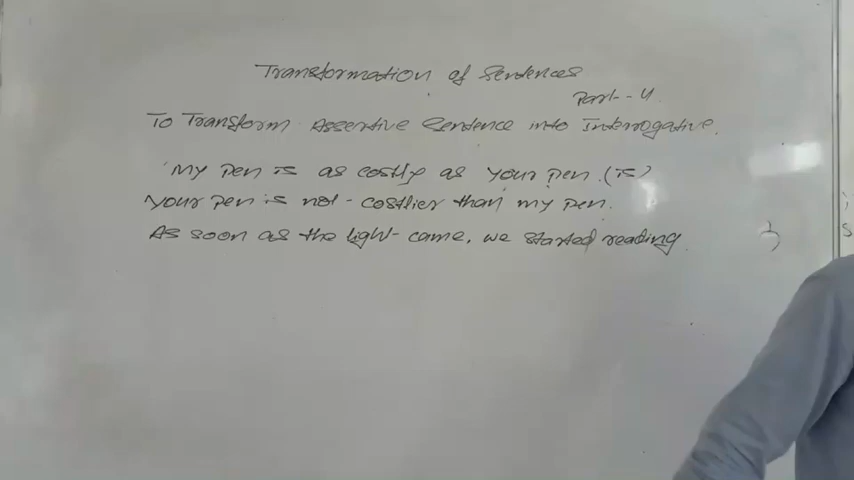 Transformation of Sentences
Part-4
To Transform Assertive Sentence into Interrogative.
My pen is as costly as your pen. (is)
Your pen is not costlier than my pen.
As soon as the light came, we started reading